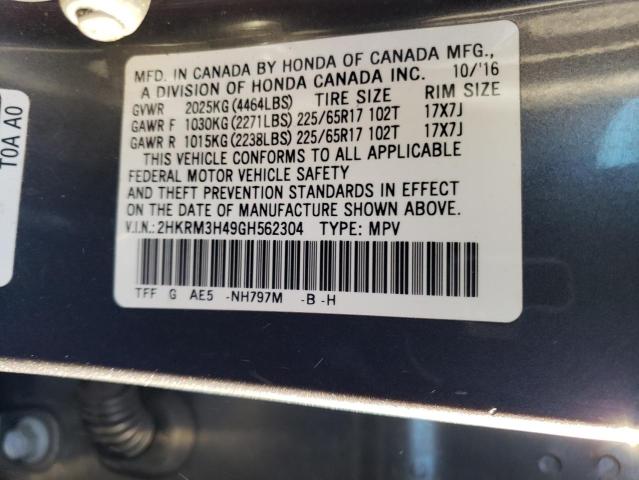 MFD. IN CANADA BY HONDA OF CANADA MFG.,
A DIVISION OF HONDA CANADA INC. 10/'16
GVWR 2025KG(4464LBS) TIRE SIZE RIM SIZE
GAWR F 1030KG(2271LBS) 225/65R17 102T 17X7J
GAWR R 1015KG(2238LBS) 225/65R17 102T 17X7J
THIS VEHICLE CONFORMS TO ALL APPLICABLE
FEDERAL MOTOR VEHICLE SAFETY
AND THEFT PREVENTION STANDARDS IN EFFECT
ON THE DATE OF MANUFACTURE SHOWN ABOVE.
V.I.N.:2HKRM3H49GH562304 TYPE: MPV
TFF G AE5 -NH797M -B -H
T0A A0